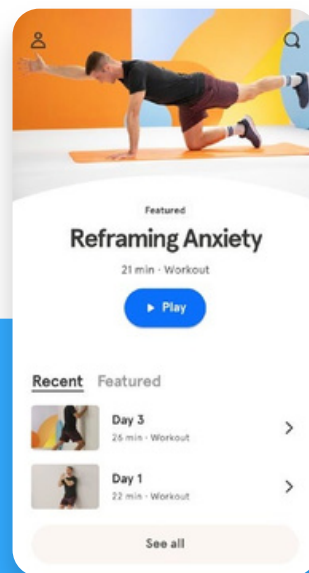 Featured
Reframing Anxiety
21 min · Workout
Play
Recent Featured
Day 3
26 min · Workout
Day 1
22 min · Workout
See all